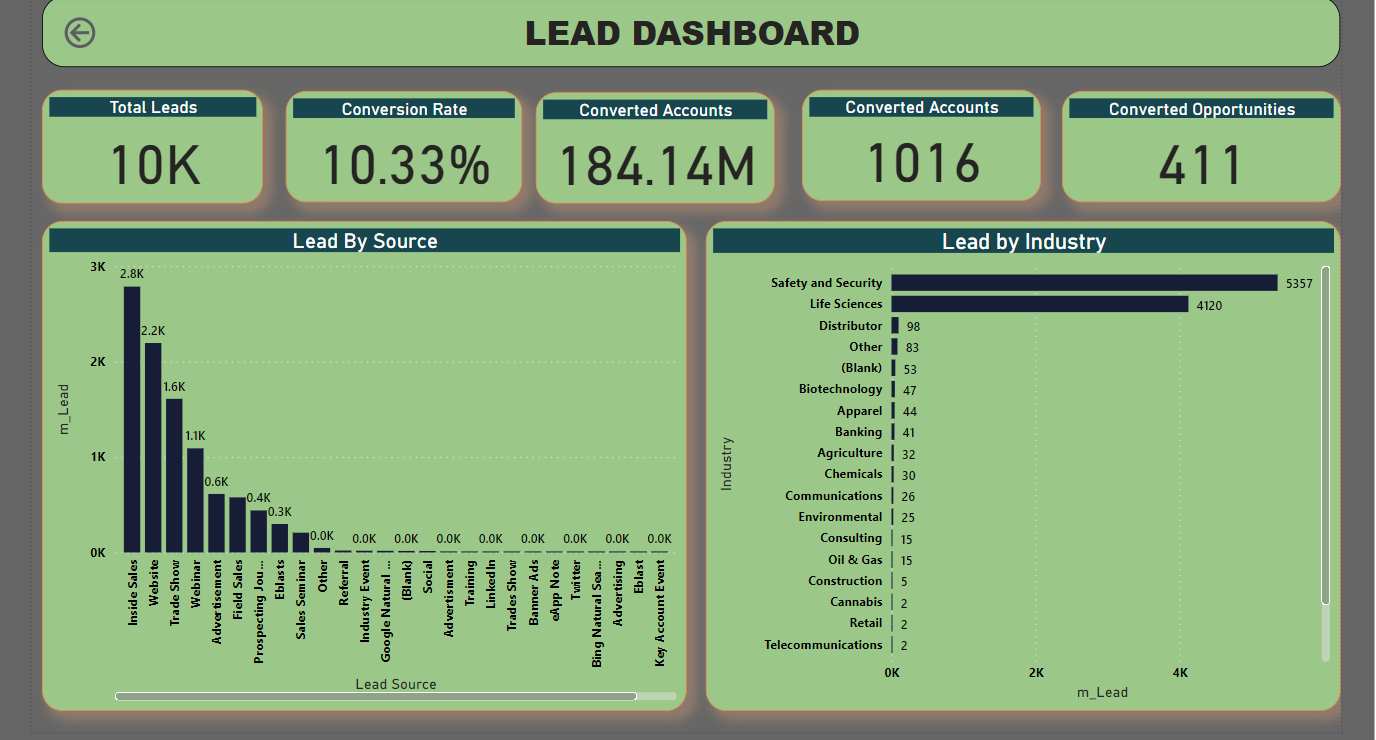 LEAD DASHBOARD
Total Leads
10K
Conversion Rate
10.33%
Converted Accounts
184.14M
Converted Accounts
1016
Converted Opportunities
411
Lead By Source
3K
2K
1K
0K
m_Lead
2.8K
2.2K
1.6K
1.1K
0.6K
0.4K
0.3K
0.0K
0.0K
0.0K
0.0K
0.0K
0.0K
0.0K
0.0K
0.0K
Inside Sales
Website
Trade Show
Webinar
Advertisement
Field Sales
Prospecting Jou...
Eblasts
Sales Seminar
Other
Referral
Industry Event
Google Natural ...
(Blank)
Social
Advertisment
Training
LinkedIn
Trades Show
Banner Ads
eApp Note
Twitter
Bing Natural Sea...
Advertising
Eblast
Key Account Event
Lead Source
Lead by Industry
Industry
Safety and Security 5357
Life Sciences 4120
Distributor 98
Other 83
(Blank) 53
Biotechnology 47
Apparel 44
Banking 41
Agriculture 32
Chemicals 30
Communications 26
Environmental 25
Consulting 15
Oil & Gas 15
Construction 5
Cannabis 2
Retail 2
Telecommunications 2
0K 2K 4K
m_Lead